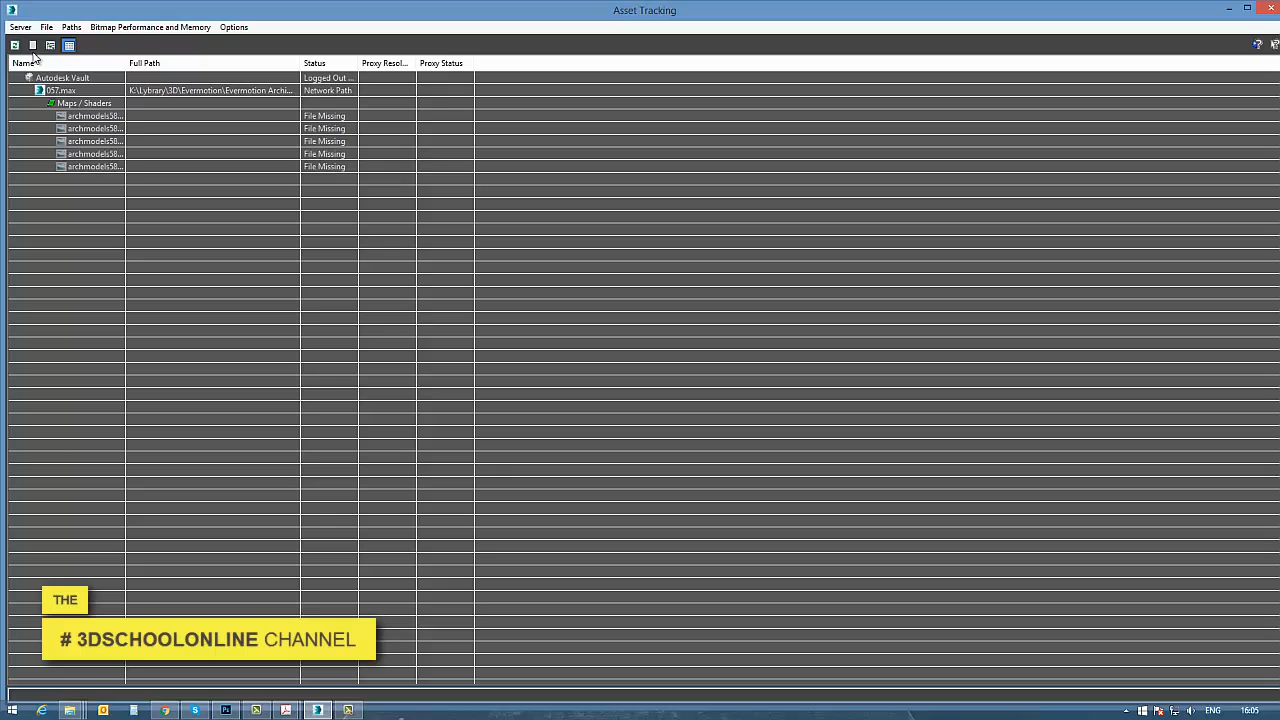 Asset Tracking
Server File Paths Bitmap Performance and Memory Options
Name Full Path Status Proxy Resol... Proxy Status
Autodesk Vault Logged Out ...
057.max K:\Lybrary\3D\Evermotion\Evermotion Archi... Network Path
Maps / Shaders
archmodels58... File Missing
archmodels58... File Missing
archmodels58... File Missing
archmodels58... File Missing
archmodels58... File Missing
THE
# 3DSCHOOLONLINE CHANNEL
ENG 16:05